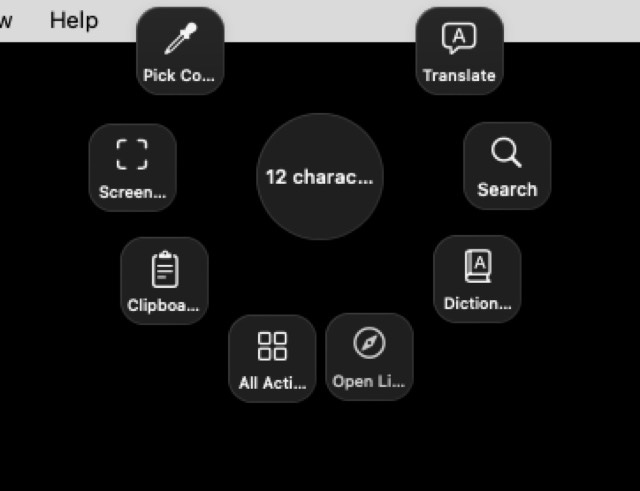 w Help
Pick Co...
Translate
Screen...
12 charac...
Search
Clipboa...
Diction...
All Acti...
Open Li...